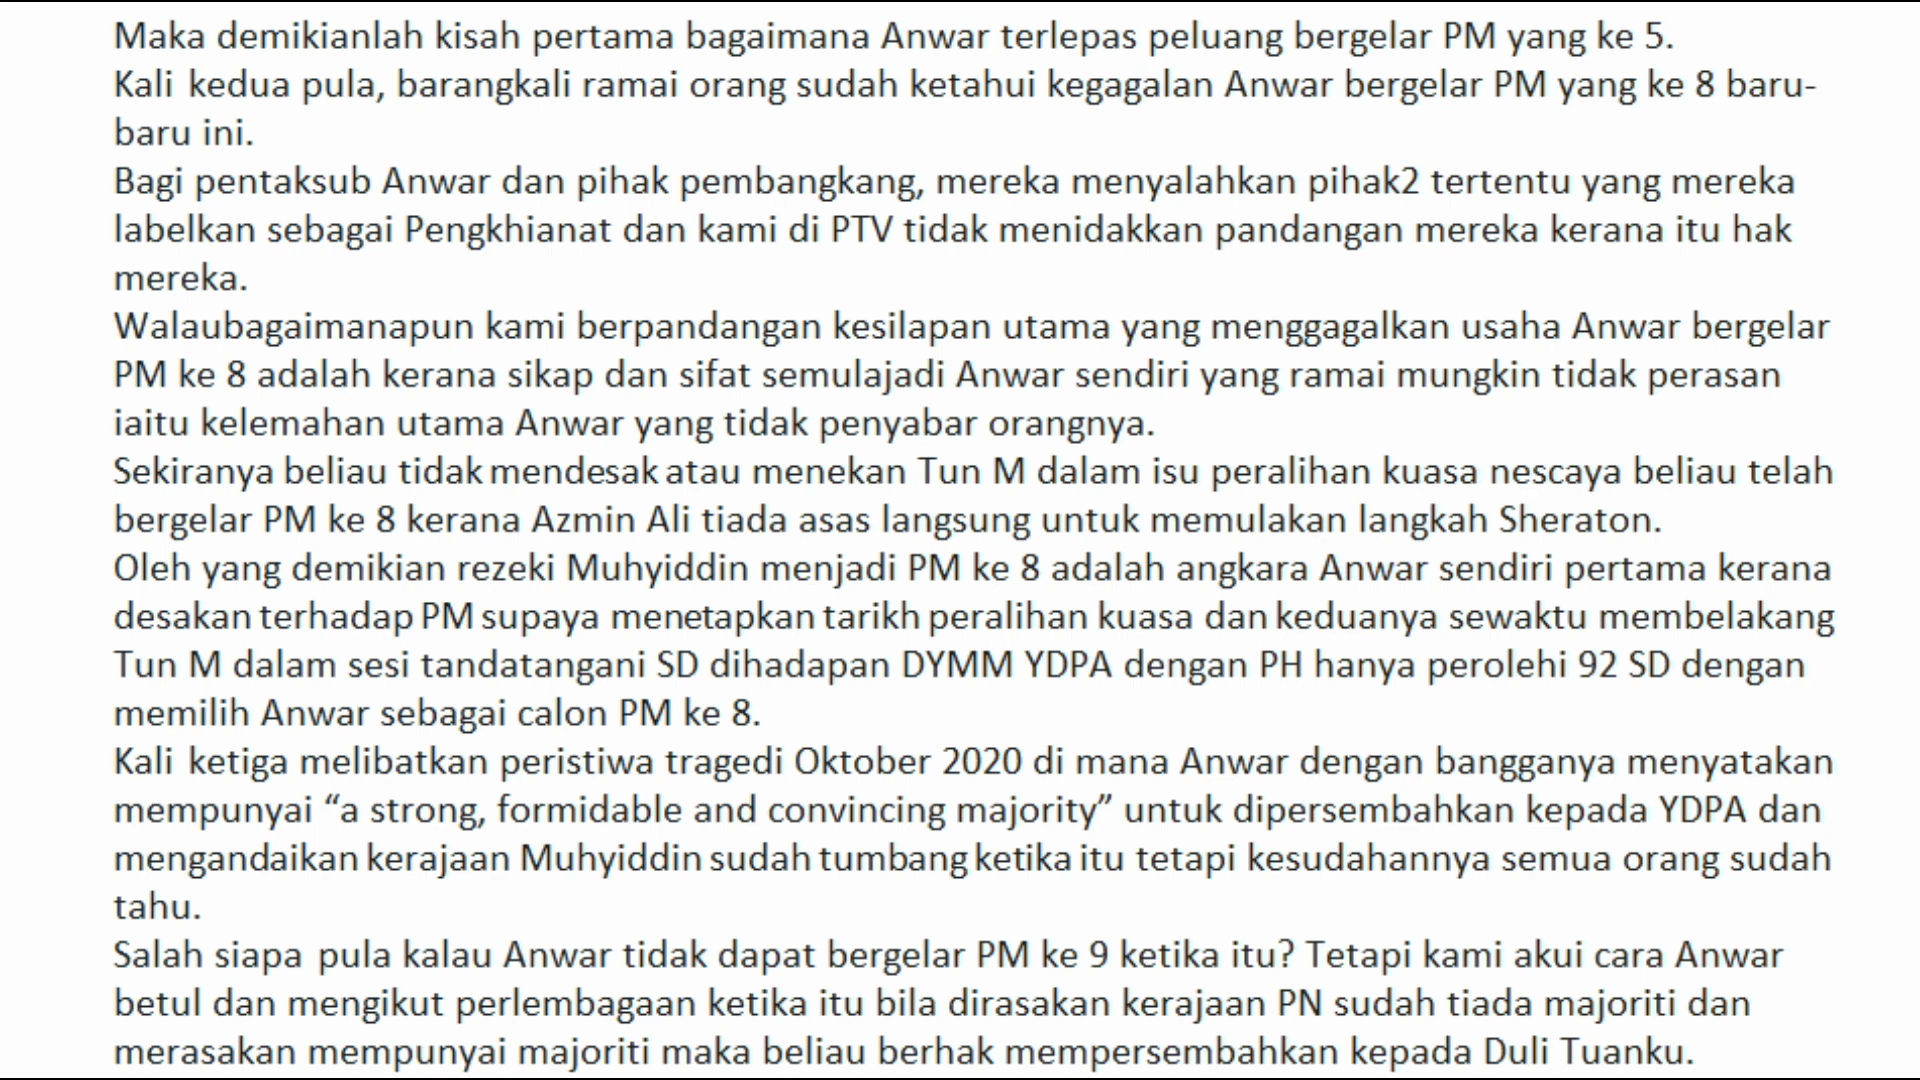 Maka demikianlah kisah pertama bagaimana Anwar terlepas peluang bergelar PM yang ke 5.
Kali kedua pula, barangkali ramai orang sudah ketahui kegagalan Anwar bergelar PM yang ke 8 baru-
baru ini.
Bagi pentaksub Anwar dan pihak pembangkang, mereka menyalahkan pihak2 tertentu yang mereka
labelkan sebagai Pengkhianat dan kami di PTV tidak menidakkan pandangan mereka kerana itu hak
mereka.
Walaubagaimanapun kami berpandangan kesilapan utama yang menggagalkan usaha Anwar bergelar
PM ke 8 adalah kerana sikap dan sifat semulajadi Anwar sendiri yang ramai mungkin tidak perasan
iaitu kelemahan utama Anwar yang tidak penyabar orangnya.
Sekiranya beliau tidak mendesak atau menekan Tun M dalam isu peralihan kuasa nescaya beliau telah
bergelar PM ke 8 kerana Azmin Ali tiada asas langsung untuk memulakan langkah Sheraton.
Oleh yang demikian rezeki Muhyiddin menjadi PM ke 8 adalah angkara Anwar sendiri pertama kerana
desakan terhadap PM supaya menetapkan tarikh peralihan kuasa dan keduanya sewaktu membelakang
Tun M dalam sesi tandatangani SD dihadapan DYMM YDPA dengan PH hanya perolehi 92 SD dengan
memilih Anwar sebagai calon PM ke 8.
Kali ketiga melibatkan peristiwa tragedi Oktober 2020 di mana Anwar dengan bangganya menyatakan
mempunyai “a strong, formidable and convincing majority” untuk dipersembahkan kepada YDPA dan
mengandaikan kerajaan Muhyiddin sudah tumbang ketika itu tetapi kesudahannya semua orang sudah
tahu.
Salah siapa pula kalau Anwar tidak dapat bergelar PM ke 9 ketika itu? Tetapi kami akui cara Anwar
betul dan mengikut perlembagaan ketika itu bila dirasakan kerajaan PN sudah tiada majoriti dan
merasakan mempunyai majoriti maka beliau berhak mempersembahkan kepada Duli Tuanku.